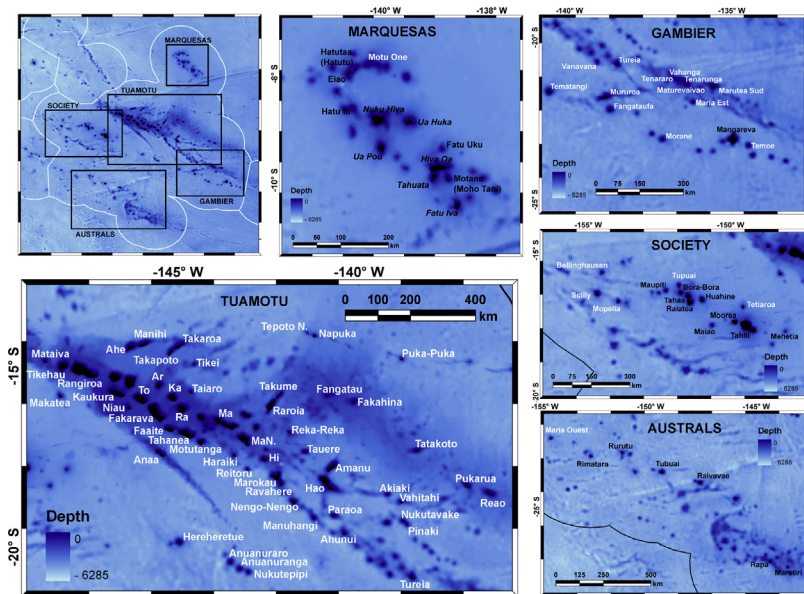 MARQUESAS
TUAMOTU
SOCIETY
GAMBIER
AUSTRALS
-140° W
-138° W
MARQUESAS
-8° S
-10° S
Hatutaa
(Hatutu)
Motu One
Eiao
Hatu Iti
Nuku Hiva
Ua Huka
Ua Pou
Fatu Uku
Hiva Oa
Motane
(Moho Tani)
Tahuata
Fatu Iva
Depth
0
- 6285
0 50 100 200
km
-140° W
-135° W
GAMBIER
-20° S
-25° S
Tureia
Vanavana
Vahanga
Tenararo
Tenarunga
Tematangi
Mururoa
Maturevaivao
Marutea Sud
Fangataufa
Maria Est
Morane
Mangareva
Temoe
Depth
0
- 6285
0 75 150 300
km
-155° W
-150° W
SOCIETY
-15° S
-20° S
Bellinghausen
Tupuai
Maupiti
Bora-Bora
Scilly
Tahaa
Huahine
Mopelia
Raiatea
Tetiaroa
Moorea
Maiao
Tahiti
Mehetia
Depth
0
- 6285
0 75 150 300
km
-145° W
-140° W
TUAMOTU
0 100 200 400
km
-15° S
-20° S
Manihi
Takaroa
Tepoto N.
Napuka
Mataiva
Ahe
Takapoto
Tikei
Puka-Puka
Tikehau
Rangiroa
Ar
Ka
To
Taiaro
Takume
Fangatau
Makatea
Kaukura
Fakahina
Niau
Ra
Ma
Raroia
Fakarava
Faaite
Reka-Reka
Tahanea
MaN.
Tauere
Tatakoto
Motutanga
Anaa
Haraiki
Hi
Amanu
Reitoru
Marokau
Hao
Akiaki
Pukarua
Ravahere
Vahitahi
Reao
Nengo-Nengo
Paraoa
Nukutavake
Manuhangi
Pinaki
Hereheretue
Ahunui
Anuanuraro
Anuanuranga
Nukutepipi
Tureia
Depth
0
- 6285
-155° W
-150° W
-145° W
AUSTRALS
-25° S
Maria Ouest
Rurutu
Rimatara
Tubuai
Raivavae
Rapa
Marotiri
Depth
0
- 6285
0 125 250 500
km